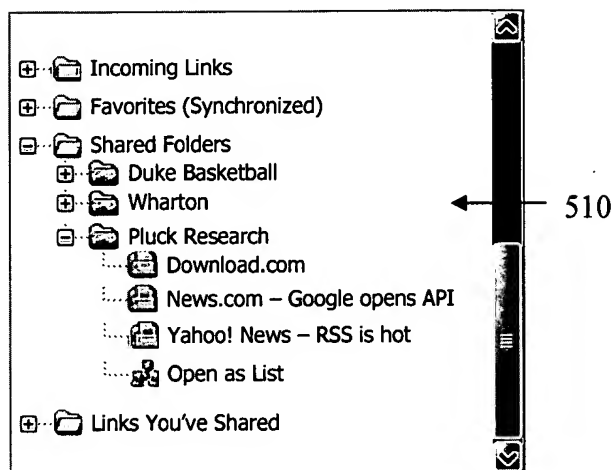 Incoming Links
Favorites (Synchronized)
Shared Folders
Duke Basketball
Wharton
510
Pluck Research
Download.com
News.com – Google opens API
Yahoo! News – RSS is hot
Open as List
Links You've Shared